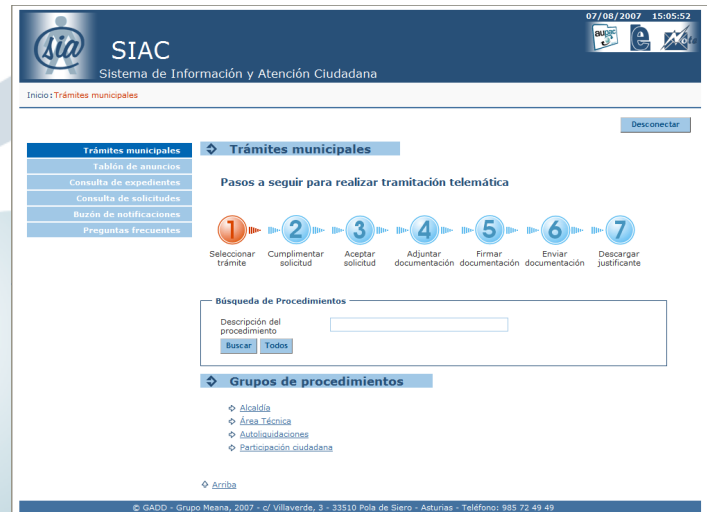 07/08/2007 15:05:52
sia
SIAC
Sistema de Información y Atención Ciudadana
aupac
Inicio: Trámites municipales
Desconectar
Trámites municipales
Tablón de anuncios
Consulta de expedientes
Consulta de solicitudes
Buzón de notificaciones
Preguntas frecuentes
Trámites municipales
Pasos a seguir para realizar tramitación telemática
1 2 3 4 5 6 7
Seleccionar trámite
Cumplimentar solicitud
Aceptar solicitud
Adjuntar documentación
Firmar documentación
Enviar documentación
Descargar justificante
Búsqueda de Procedimientos
Descripción del
procedimiento
Buscar Todos
Grupos de procedimientos
Alcaldía
Área Técnica
Autoliquidaciones
Participación ciudadana
Arriba
© GADD - Grupo Meana, 2007 - c/ Villaverde, 3 - 33510 Pola de Siero - Asturias - Teléfono: 985 72 49 49